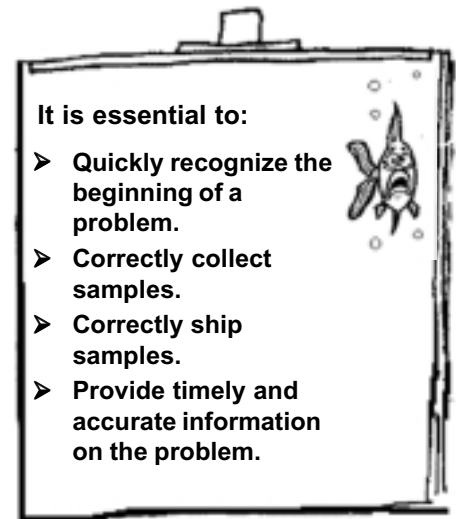 It is essential to:
➢ Quickly recognize the
beginning of a
problem.
➢ Correctly collect
samples.
➢ Correctly ship
samples.
➢ Provide timely and
accurate information
on the problem.